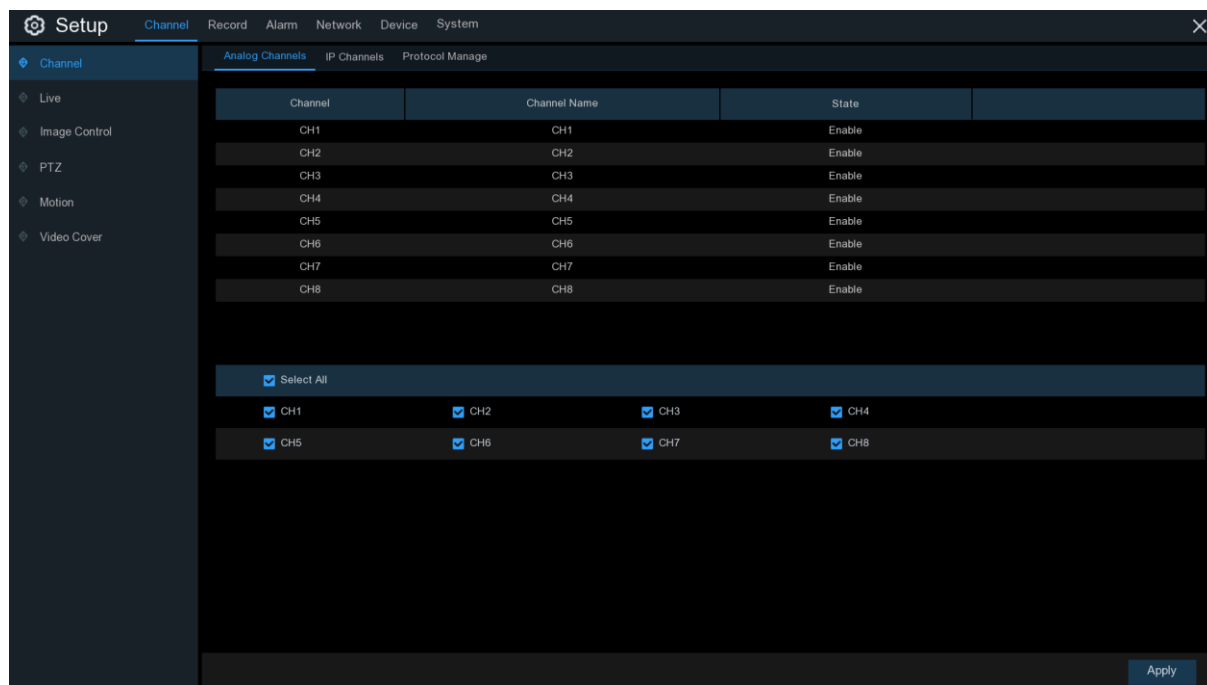 Setup Channel Record Alarm Network Device System
Channel
Live
Image Control
PTZ
Motion
Video Cover
Analog Channels IP Channels Protocol Manage
Channel Channel Name State
CH1 CH1 Enable
CH2 CH2 Enable
CH3 CH3 Enable
CH4 CH4 Enable
CH5 CH5 Enable
CH6 CH6 Enable
CH7 CH7 Enable
CH8 CH8 Enable
Select All
CH1 CH2 CH3 CH4
CH5 CH6 CH7 CH8
Apply